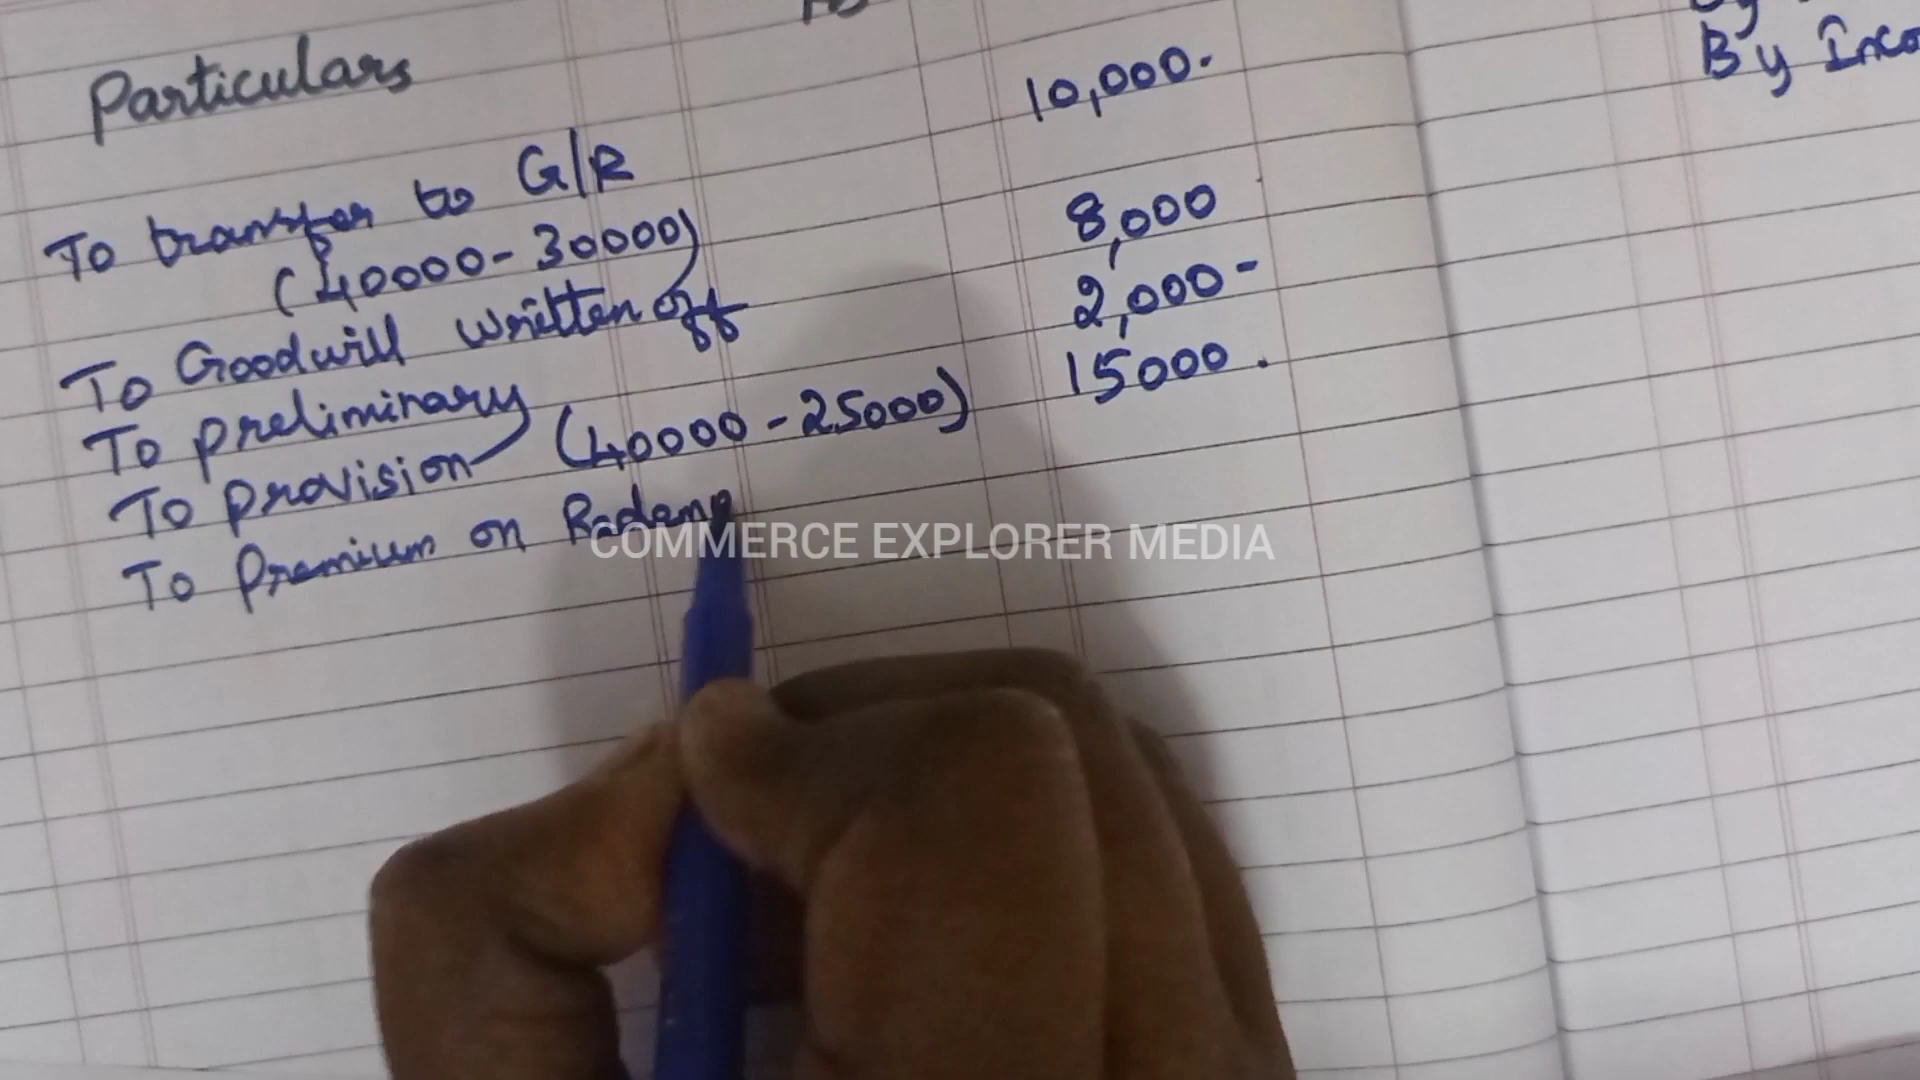 Particulars
To transfer to G/R 10,000.
(40000-30000)
To Goodwill written off 8,000
To preliminary 2,000-
To provision (40000-25000) 15000.
To Premium on Redemp
By Inco
COMMERCE EXPLORER MEDIA